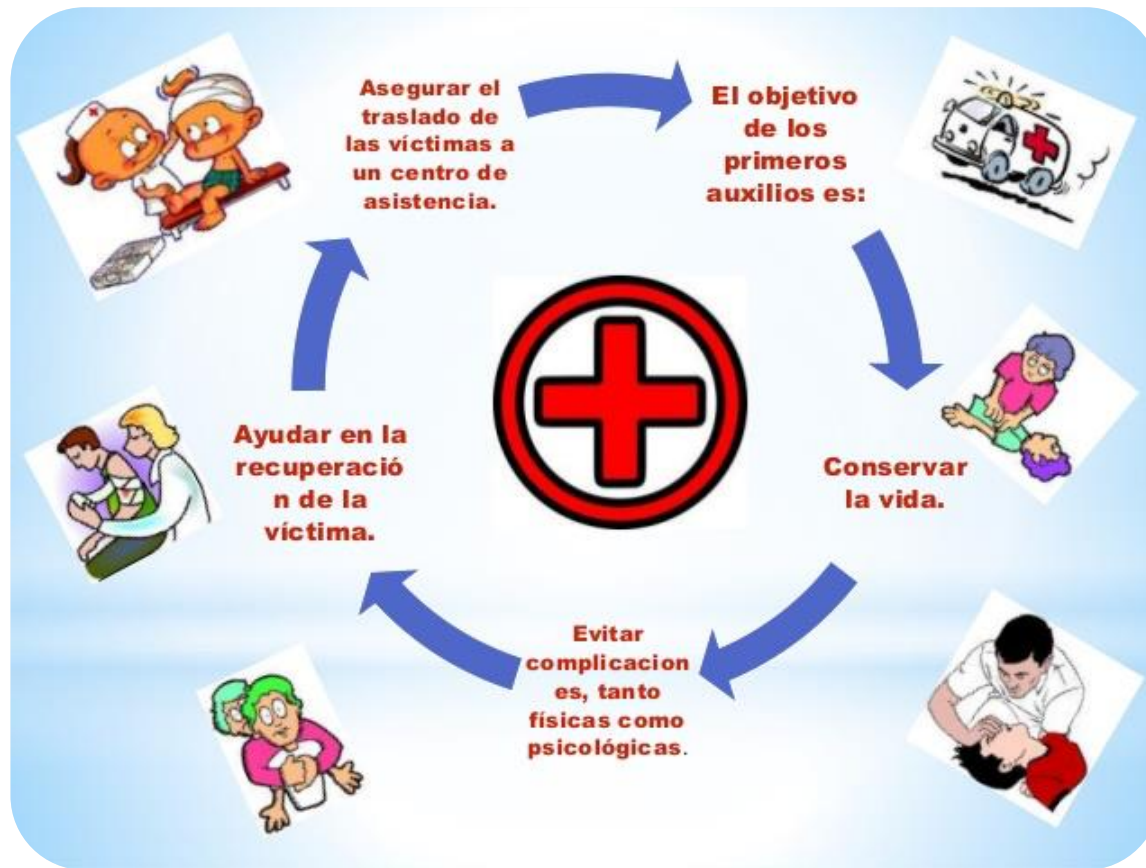 El objetivo
de los
primeros
auxilios es:
Conservar
la vida.
Evitar
complicacion
es, tanto
físicas como
psicológicas.
Ayudar en la
recuperació
n de la
víctima.
Asegurar el
traslado de
las víctimas a
un centro de
asistencia.